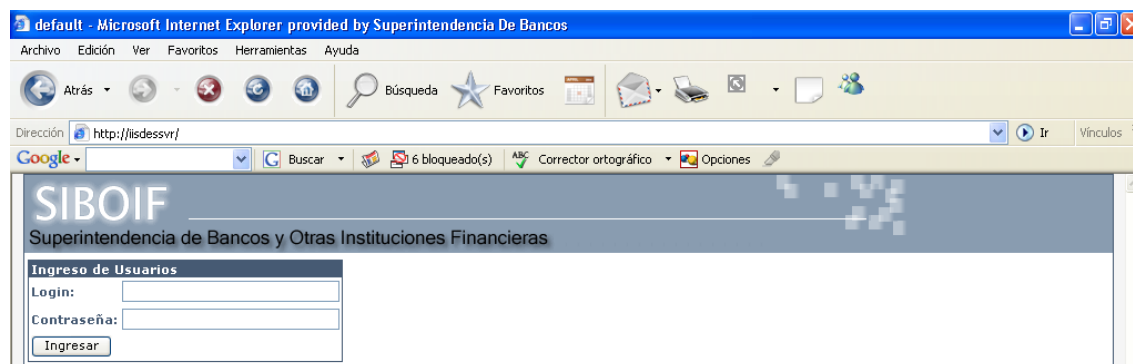 default - Microsoft Internet Explorer provided by Superintendencia De Bancos
Archivo Edición Ver Favoritos Herramientas Ayuda
Atrás Búsqueda Favoritos
Dirección http://iisdessvr/ Ir Vínculos
Google Buscar 6 bloqueado(s) ABC Corrector ortográfico Opciones
SIBOIF
Superintendencia de Bancos y Otras Instituciones Financieras
Ingreso de Usuarios
Login:
Contraseña:
Ingresar